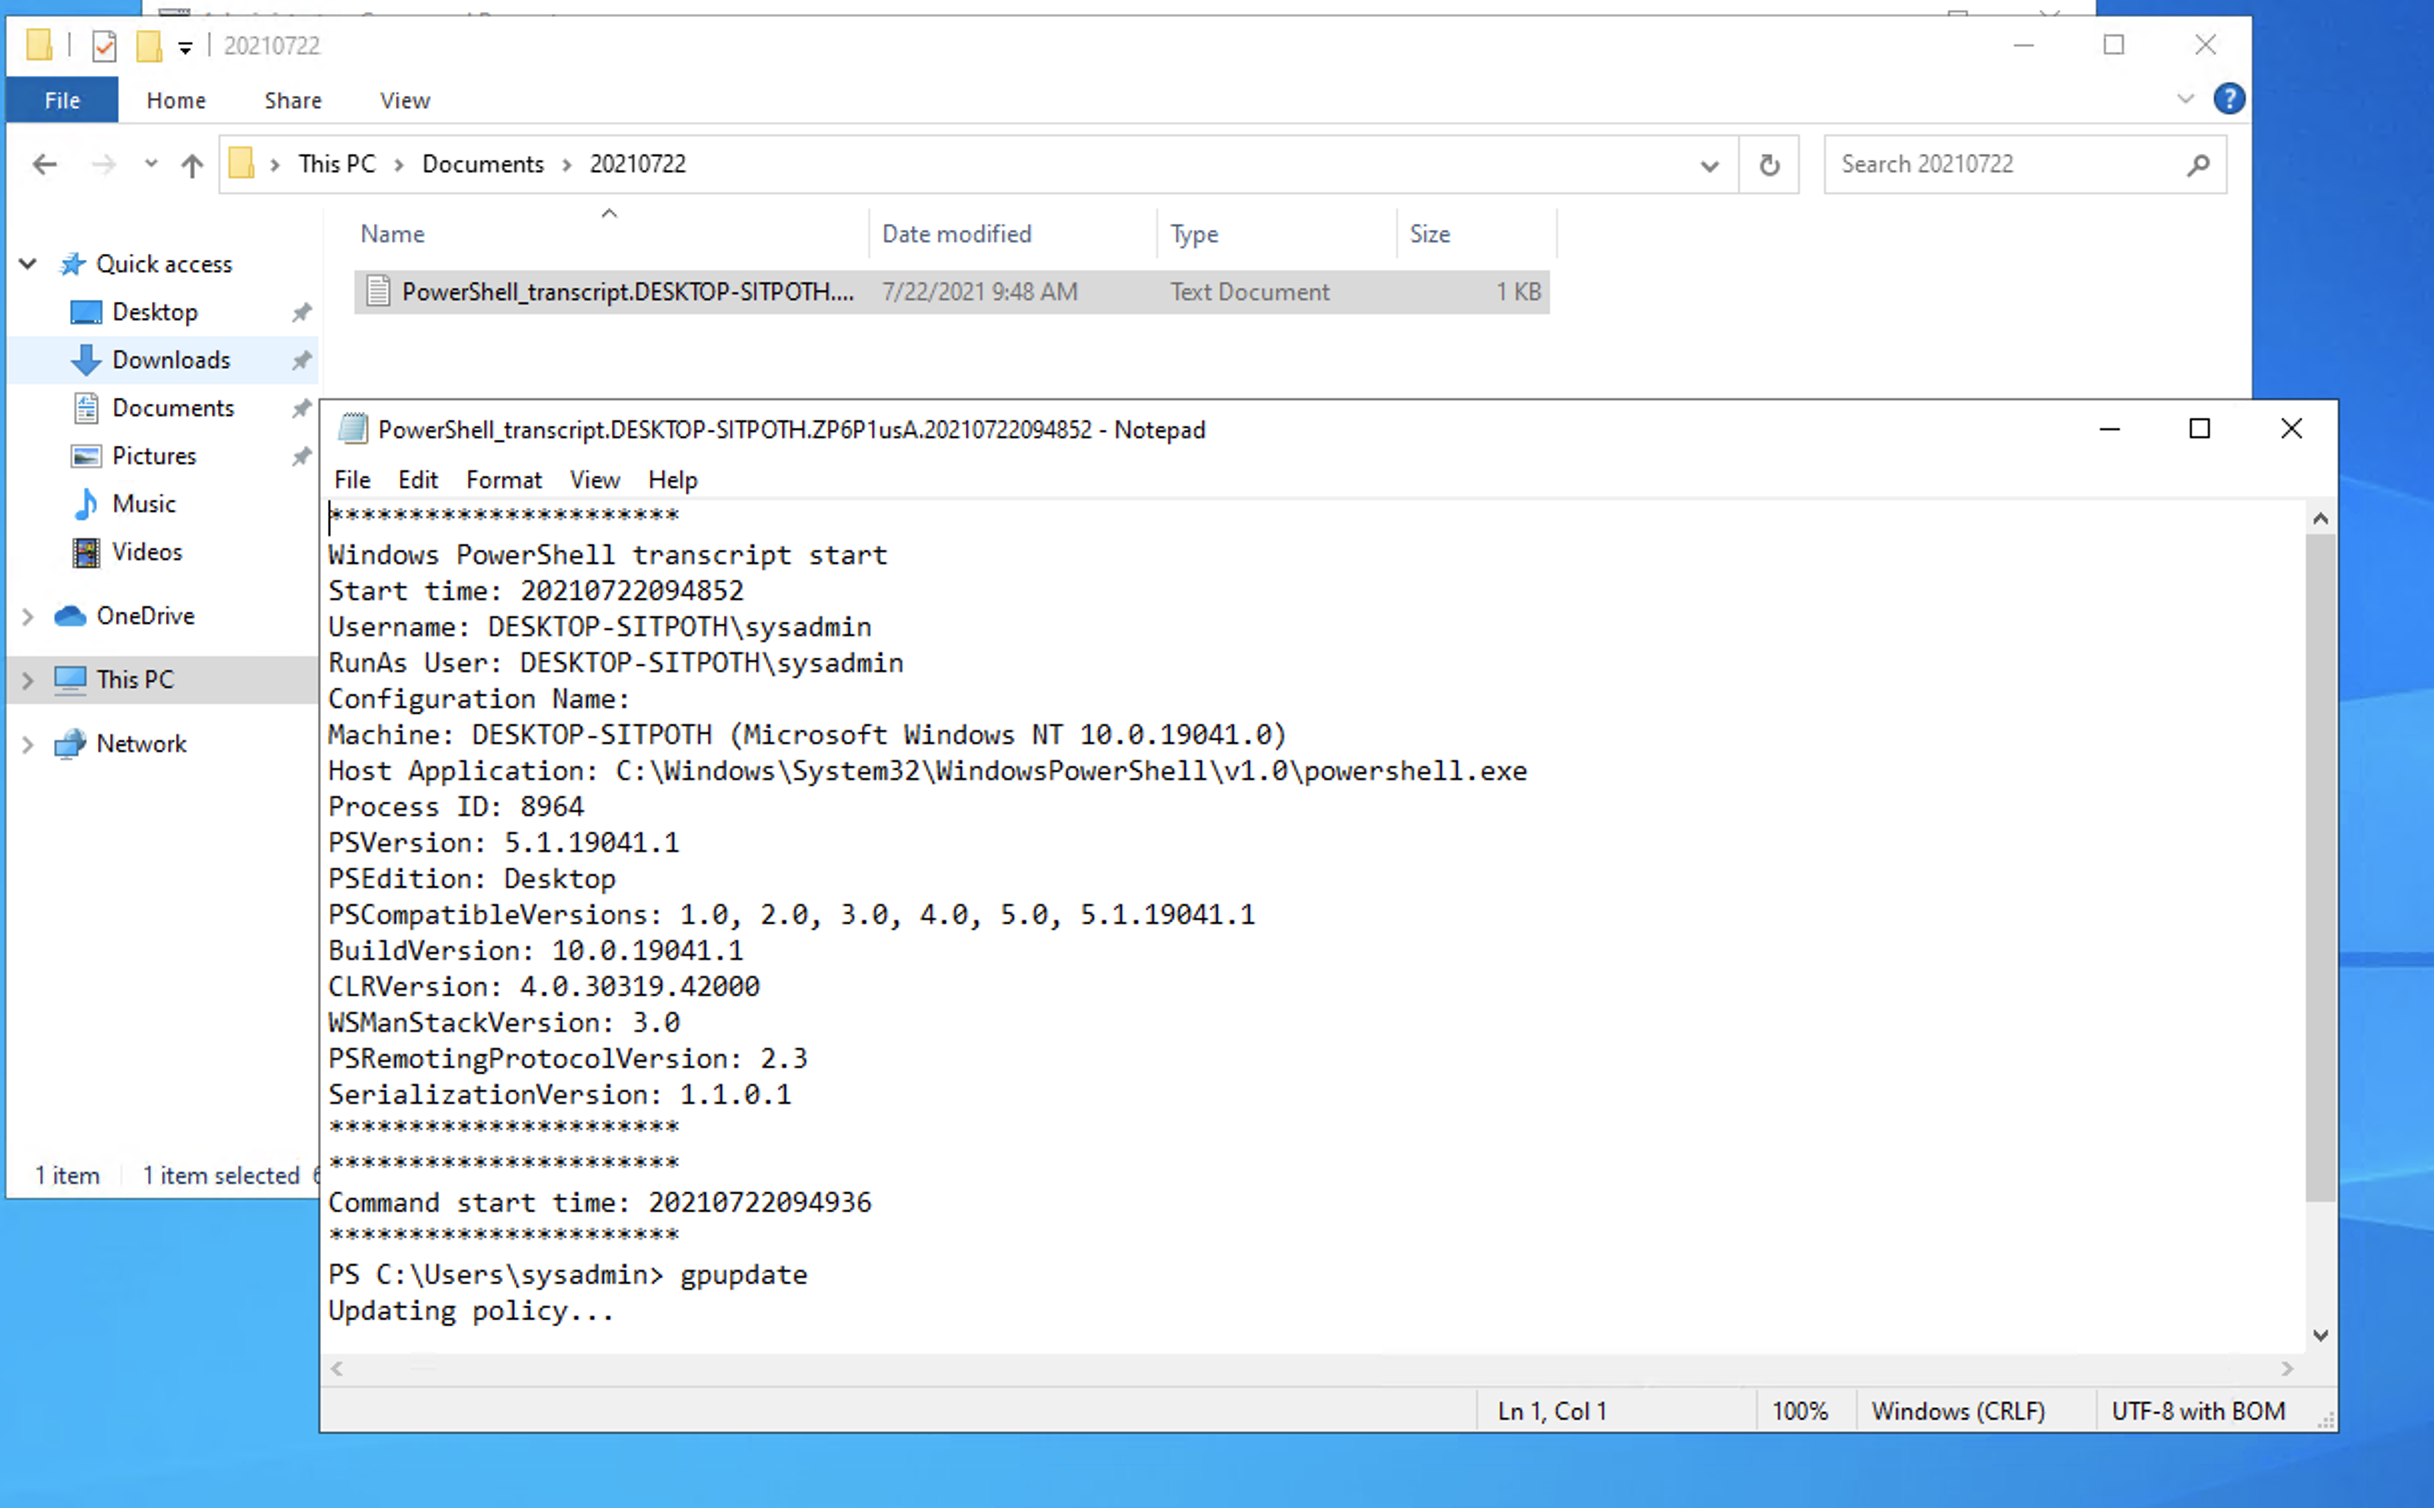 20210722
File Home Share View
This PC > Documents > 20210722
Search 20210722
Name Date modified Type Size
PowerShell_transcript.DESKTOP-SITPOTH.... 7/22/2021 9:48 AM Text Document 1 KB
Quick access
Desktop
Downloads
Documents
Pictures
Music
Videos
OneDrive
This PC
Network
1 item 1 item selected
PowerShell_transcript.DESKTOP-SITPOTH.ZP6P1usA.20210722094852 - Notepad
File Edit Format View Help
**********************
Windows PowerShell transcript start
Start time: 20210722094852
Username: DESKTOP-SITPOTH\sysadmin
RunAs User: DESKTOP-SITPOTH\sysadmin
Configuration Name:
Machine: DESKTOP-SITPOTH (Microsoft Windows NT 10.0.19041.0)
Host Application: C:\Windows\System32\WindowsPowerShell\v1.0\powershell.exe
Process ID: 8964
PSVersion: 5.1.19041.1
PSEdition: Desktop
PSCompatibleVersions: 1.0, 2.0, 3.0, 4.0, 5.0, 5.1.19041.1
BuildVersion: 10.0.19041.1
CLRVersion: 4.0.30319.42000
WSManStackVersion: 3.0
PSRemotingProtocolVersion: 2.3
SerializationVersion: 1.1.0.1
**********************
**********************
Command start time: 20210722094936
**********************
PS C:\Users\sysadmin> gpupdate
Updating policy...
Ln 1, Col 1 100% Windows (CRLF) UTF-8 with BOM